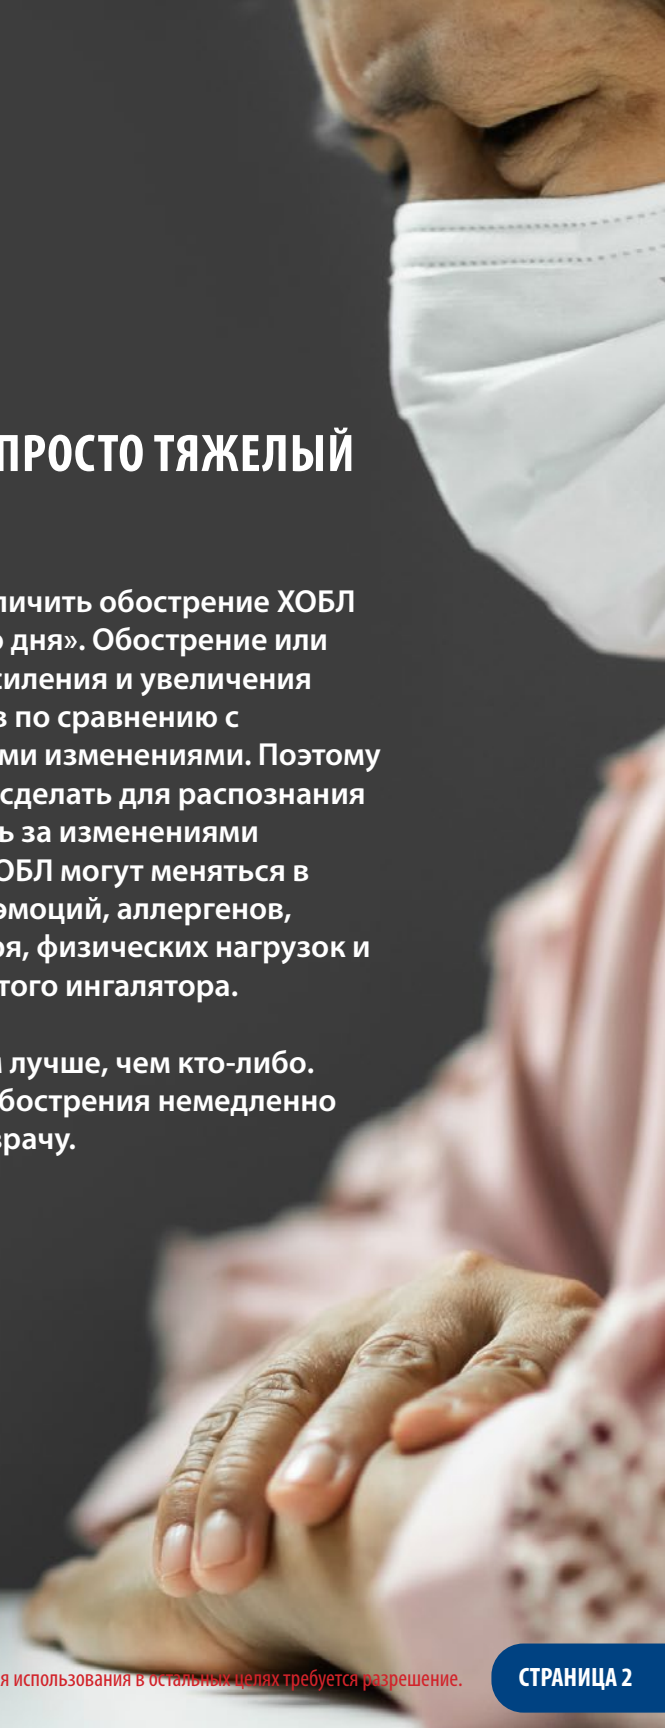 ПРОСТО ТЯЖЕЛЫЙ
личить обострение ХОБЛ
о дня». Обострение или
силения и увеличения
в по сравнению с
ми изменениями. Поэтому
сделать для распознания
ь за изменениями
ОБЛ могут меняться в
эмоций, аллергенов,
ря, физических нагрузок и
того ингалятора.
лучше, чем кто-либо.
бострения немедленно
врачу.
я использования в остальных целях требуется разрешение.
СТРАНИЦА 2